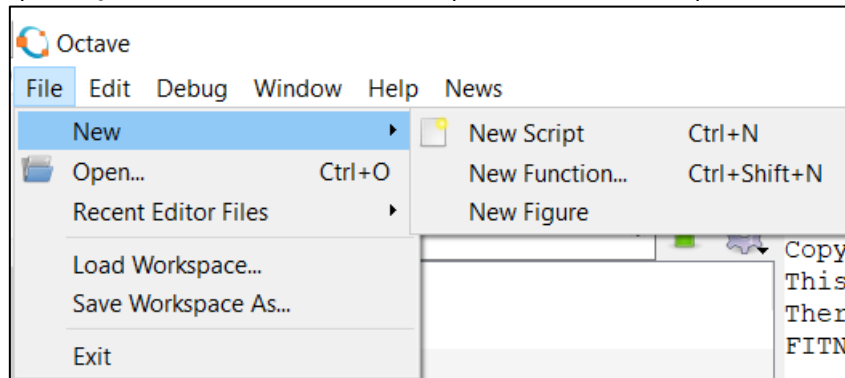 Octave
File Edit Debug Window Help News
New
New Script Ctrl+N
Open... Ctrl+O
New Function... Ctrl+Shift+N
Recent Editor Files
New Figure
Load Workspace...
Save Workspace As...
Exit
Copy
This
Ther
FITN